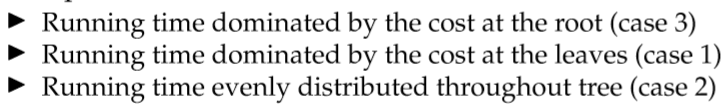 ▶ Running time dominated by the cost at the root (case 3)
▶ Running time dominated by the cost at the leaves (case 1)
▶ Running time evenly distributed throughout tree (case 2)